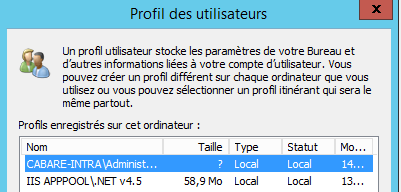 Profil des utilisateurs
Un profil utilisateur stocke les paramètres de votre Bureau et
d'autres informations liées à votre compte d'utilisateur. Vous
pouvez créer un profil différent sur chaque ordinateur que vous
utilisez ou vous pouvez sélectionner un profil itinérant qui sera le
même partout.
Profils enregistrés sur cet ordinateur :
Nom Taille Type Statut Mo...
CABARE-INTRA\Administ... ? Local Local 14...
IIS APPPOOL\.NET v4.5 58,9 Mo Local Local 13...